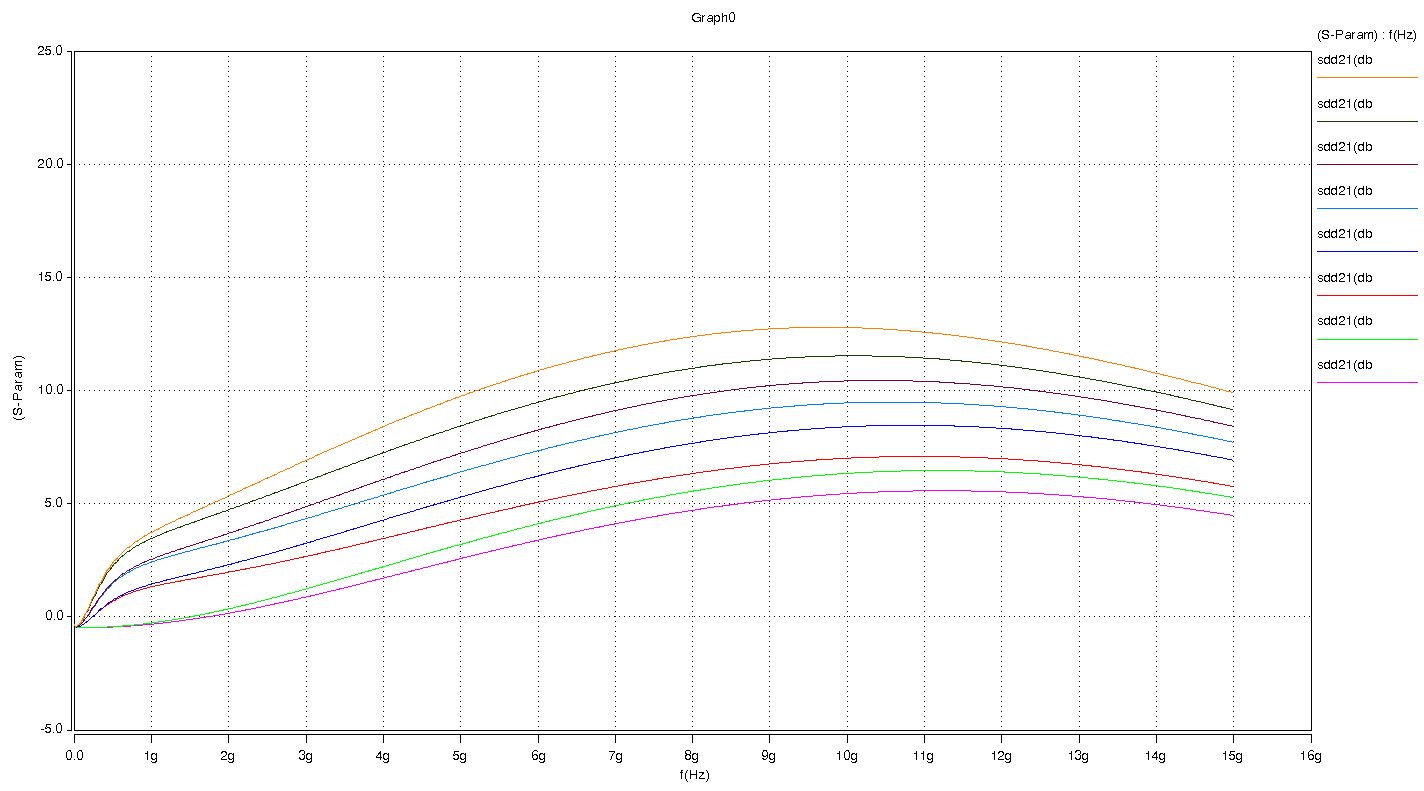 Graph0
(S-Param) : f(Hz)
sdd21(db
sdd21(db
sdd21(db
sdd21(db
sdd21(db
sdd21(db
sdd21(db
sdd21(db
25.0
20.0
15.0
10.0
5.0
0.0
-5.0
(S-Param)
0.0 1g 2g 3g 4g 5g 6g 7g 8g 9g 10g 11g 12g 13g 14g 15g 16g
f(Hz)